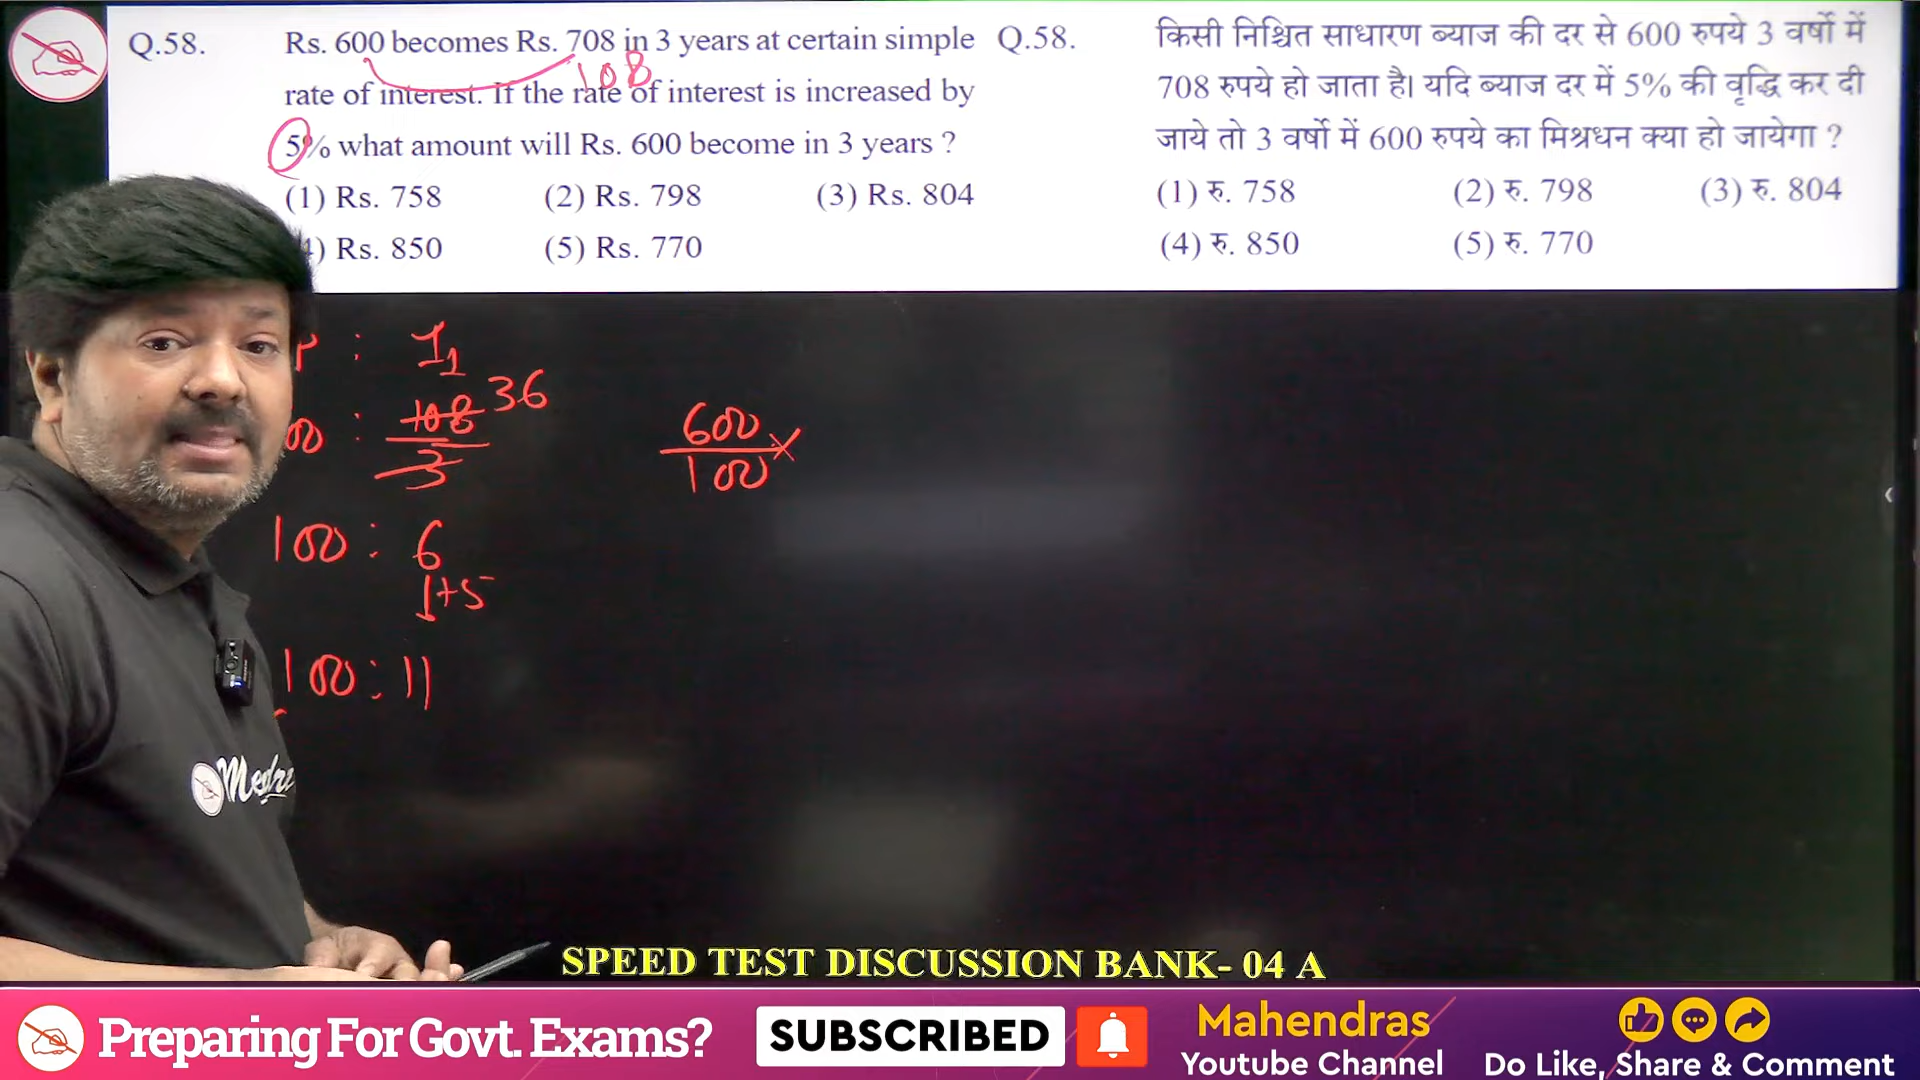 Q.58.
Rs. 600 becomes Rs. 708 in 3 years at certain simple
rate of interest. If the rate of interest is increased by
5% what amount will Rs. 600 become in 3 years ?
(1) Rs. 758 (2) Rs. 798 (3) Rs. 804
) Rs. 850 (5) Rs. 770
108
Q.58.
किसी निश्चित साधारण ब्याज की दर से 600 रुपये 3 वर्षो में
708 रुपये हो जाता है। यदि ब्याज दर में 5% की वृद्धि कर दी
जाये तो 3 वर्षो में 600 रुपये का मिश्रधन क्या हो जायेगा ?
(1) रु. 758 (2) रु. 798 (3) रु. 804
(4) रु. 850 (5) रु. 770
: I1
00 : 108 36
3
100 : 6
1+5
100 : 11
600 ×
100
SPEED TEST DISCUSSION BANK- 04 A
Preparing For Govt. Exams?
SUBSCRIBED
Mahendras
Youtube Channel
Do Like, Share & Comment